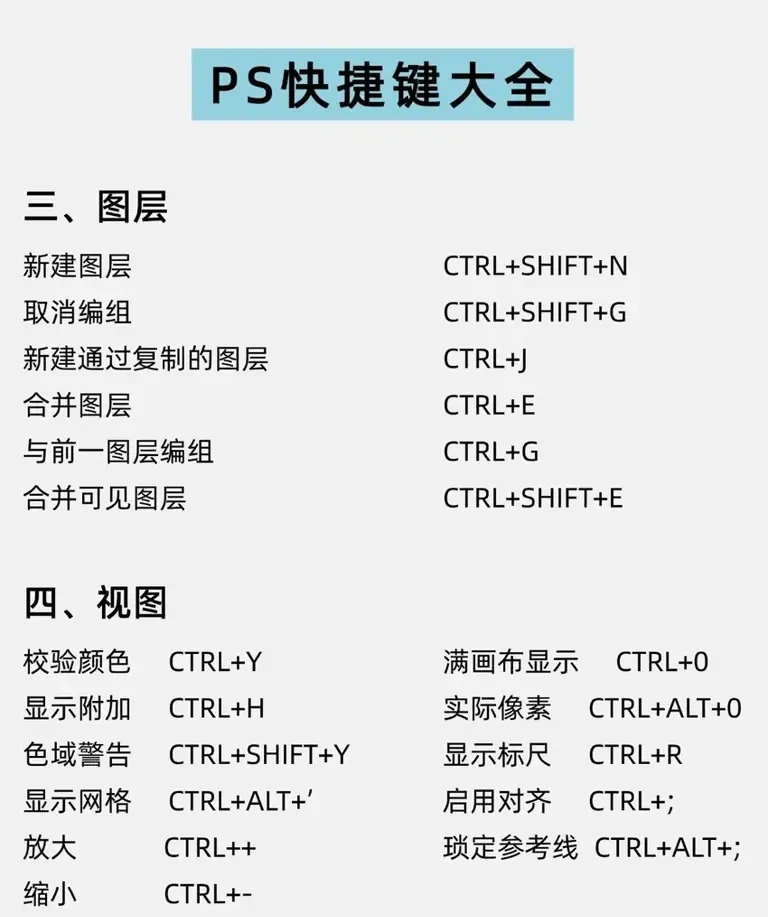 PS快捷键大全
三、图层
新建图层 CTRL+SHIFT+N
取消编组 CTRL+SHIFT+G
新建通过复制的图层 CTRL+J
合并图层 CTRL+E
与前一图层编组 CTRL+G
合并可见图层 CTRL+SHIFT+E
四、视图
校验颜色 CTRL+Y 满画布显示 CTRL+0
显示附加 CTRL+H 实际像素 CTRL+ALT+0
色域警告 CTRL+SHIFT+Y 显示标尺 CTRL+R
显示网格 CTRL+ALT+′ 启用对齐 CTRL+;
放大 CTRL++ 琐定参考线 CTRL+ALT+;
缩小 CTRL+-